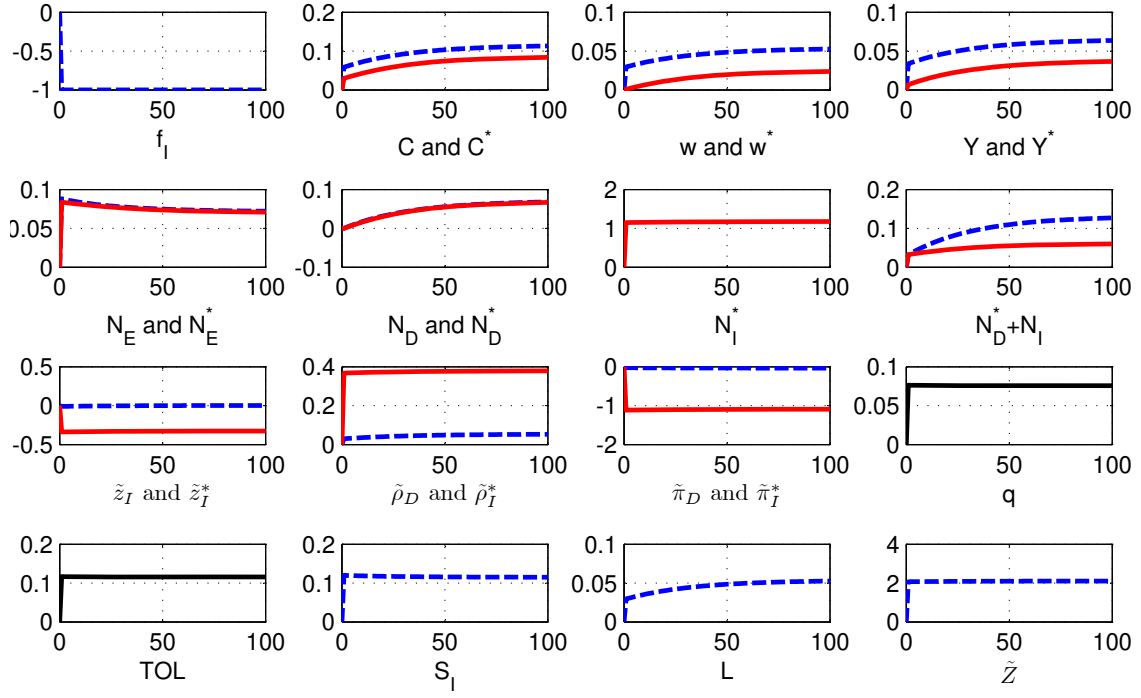 0 0.2 0.1 0.1
-0.5 0.1 0.05 0.05
-1 0 0 0
0 50 100 0 50 100 0 50 100 0 50 100
f_I C and C^* w and w^* Y and Y^*
0.1 0.1 2 0.2
0.05 0 1 0.1
0 -0.1 0 0
0 50 100 0 50 100 0 50 100 0 50 100
N_E and N_E^* N_D and N_D^* N_I^* N_D^*+N_I
0.5 0.4 0 0.1
0 0.2 -1 0.05
-0.5 0 -2 0
0 50 100 0 50 100 0 50 100 0 50 100
z̃_I and z̃_I^* ρ̃_D and ρ̃_I^* π̃_D and π̃_I^* q
0.2 0.2 0.1 4
0.1 0.1 0.05 2
0 0 0 0
0 50 100 0 50 100 0 50 100 0 50 100
TOL S_I L Z̃